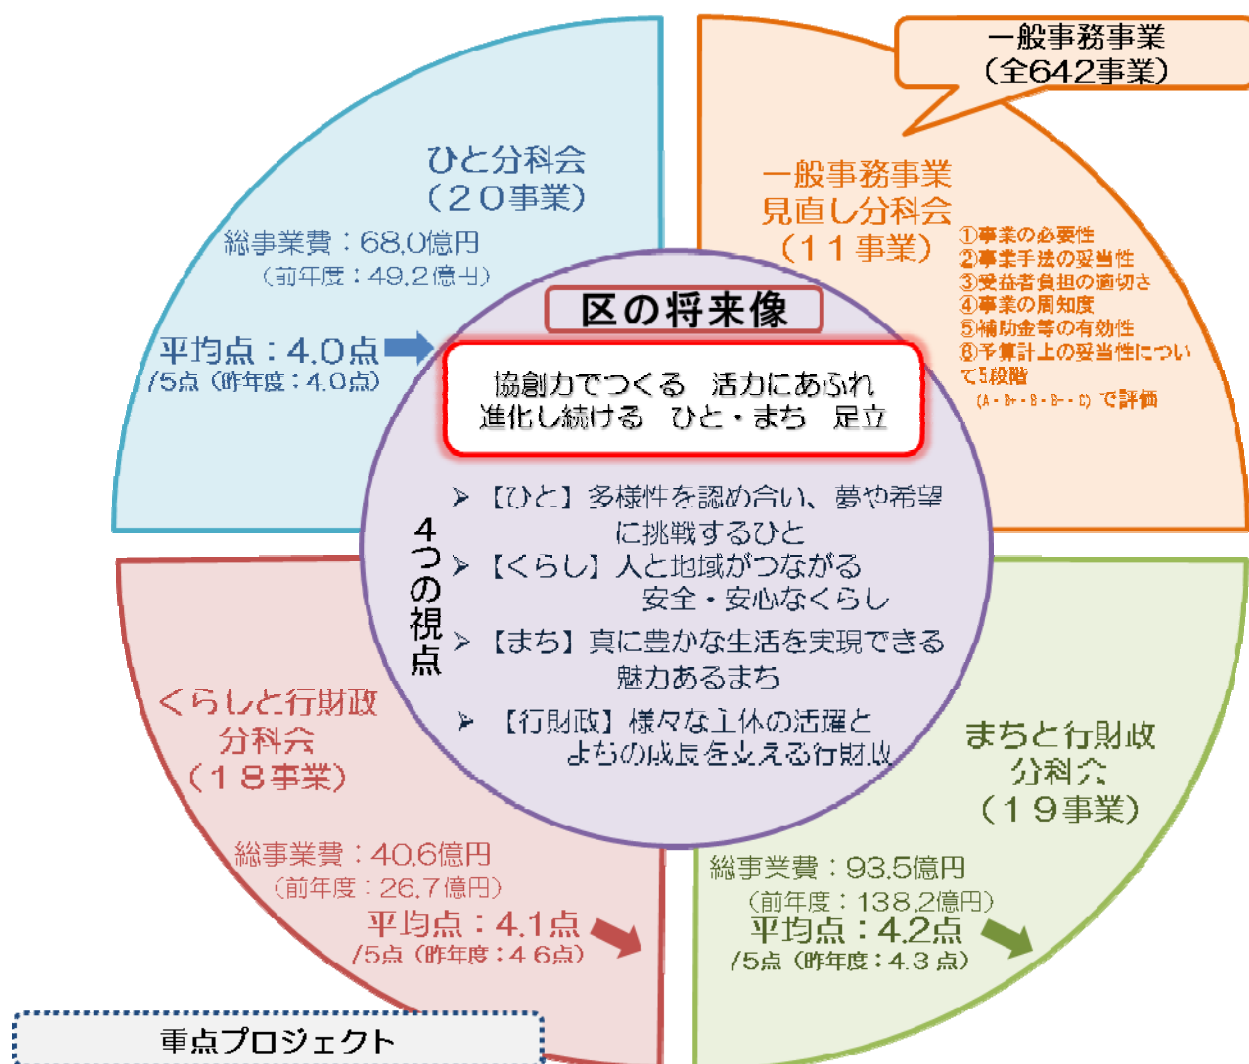 一般事務事業
（全642事業）
ひと分科会
（２０事業）
総事業費：68.0億円
（前年度：49.2億円）
平均点：4.0点
/5点（昨年度：4.0点）
一般事務事業
見直し分科会
（１１事業）
①事業の必要性
②事業手法の妥当性
③受益者負担の適切さ
④事業の周知度
⑤補助金等の有効性
⑥予算計上の妥当性につい
て5段階
（A・B+・B・B-・C）で評価
区の将来像
協創力でつくる　活力にあふれ
進化し続ける　ひと・まち　足立
4つの視点
➢ 【ひと】多様性を認め合い、夢や希望
に挑戦するひと
➢ 【くらし】人と地域がつながる
安全・安心なくらし
➢ 【まち】真に豊かな生活を実現できる
魅力あるまち
➢ 【行財政】様々な主体の活躍と
まちの成長を支える行財政
くらしと行財政
分科会
（１８事業）
総事業費：40.6億円
（前年度：26.7億円）
平均点：4.1点
/5点（昨年度：4.6点）
まちと行財政
分科会
（１９事業）
総事業費：93.5億円
（前年度：138.2億円）
平均点：4.2点
/5点（昨年度：4.3点）
重点プロジェクト